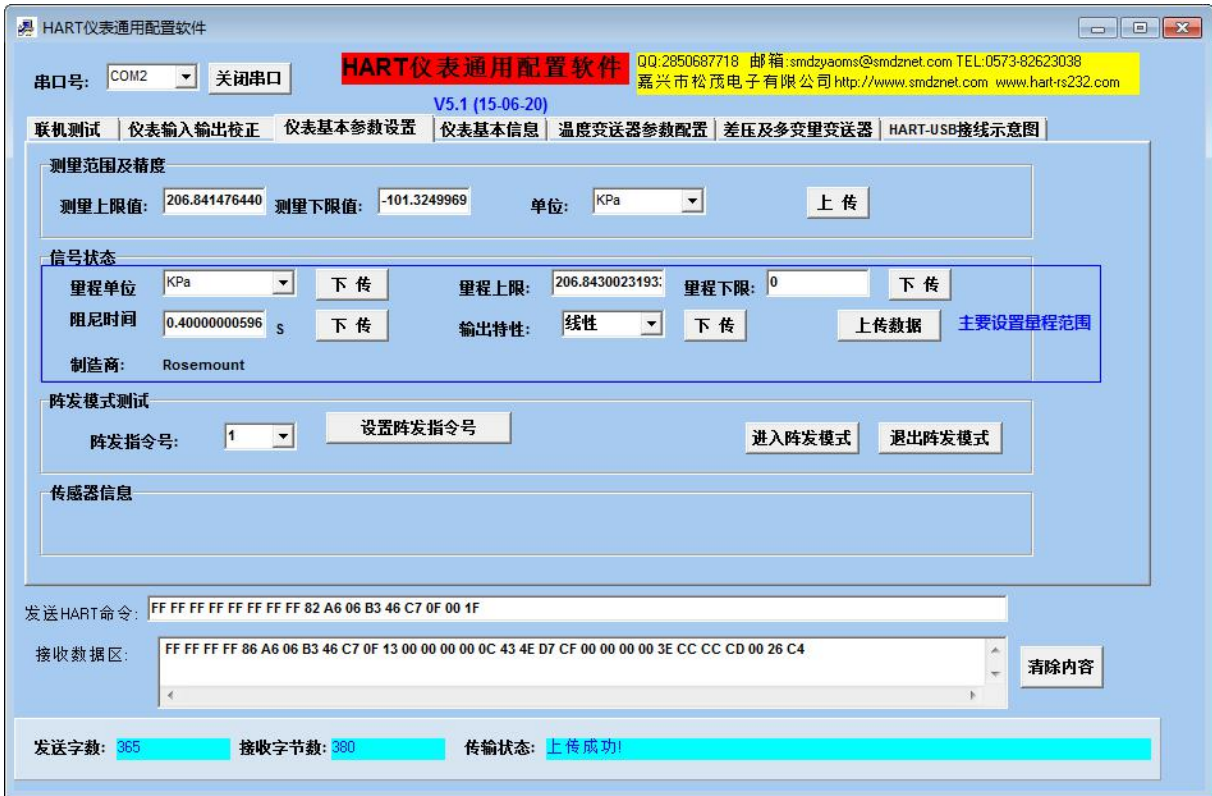 HART仪表通用配置软件
串口号: COM2 关闭串口 HART仪表通用配置软件 QQ:2850687718 邮箱:smdzyaoms@smdznet.com TEL:0573-82623038
嘉兴市松茂电子有限公司 http://www.smdznet.com www.hart-rs232.com
V5.1 (15-06-20)
联机测试 仪表输入输出校正 仪表基本参数设置 仪表基本信息 温度变送器参数配置 差压及多变量变送器 HART-USB接线示意图
测量范围及精度
测量上限值: 206.841476440 测量下限值: -101.3249969 单位: KPa 上 传
信号状态
量程单位 KPa 下 传 量程上限: 206.8430023193: 量程下限: 0 下 传
阻尼时间 0.40000000596 S 下 传 输出特性: 线性 下 传 上传数据 主要设置量程范围
制造商: Rosemount
阵发模式测试
阵发指令号: 1 设置阵发指令号 进入阵发模式 退出阵发模式
传感器信息
发送HART命令: FF FF FF FF FF FF FF FF 82 A6 06 B3 46 C7 0F 00 1F
接收数据区: FF FF FF FF 86 A6 06 B3 46 C7 0F 13 00 00 00 00 0C 43 4E D7 CF 00 00 00 00 3E CC CC CD 00 26 C4
清除内容
发送字数: 365 接收字节数: 380 传输状态: 上传成功!